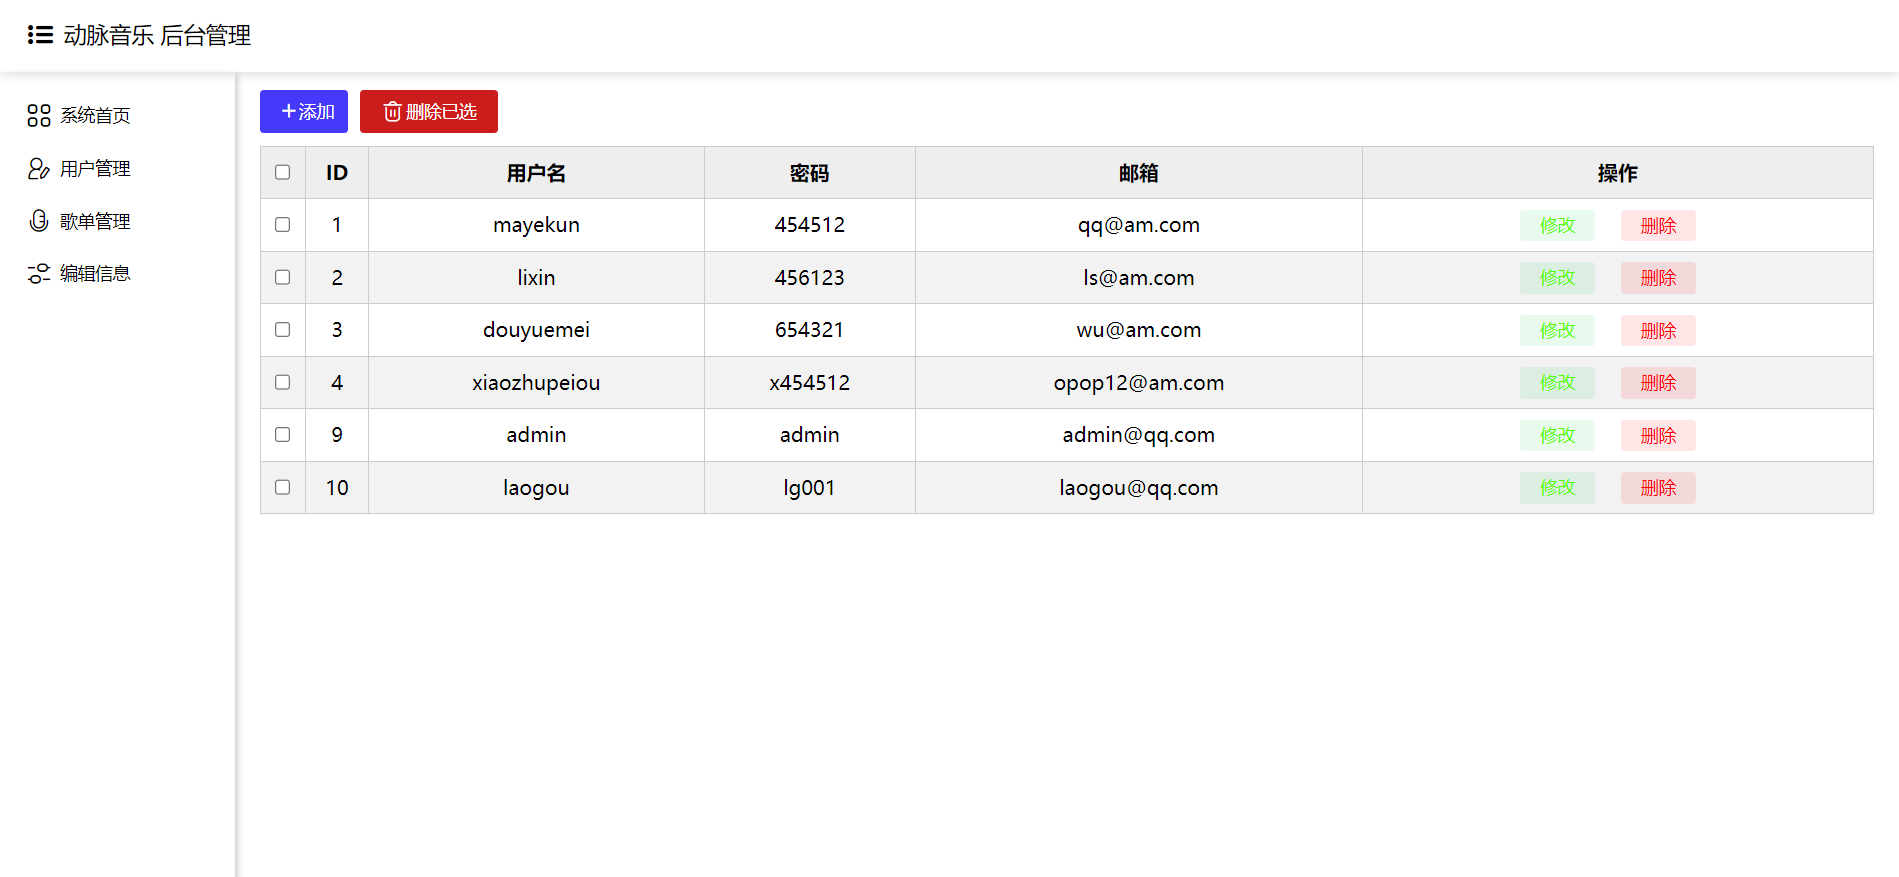 动脉音乐 后台管理
系统首页
用户管理
歌单管理
编辑信息
+添加 删除已选
ID 用户名 密码 邮箱 操作
1 mayekun 454512 qq@am.com 修改 删除
2 lixin 456123 ls@am.com 修改 删除
3 douyuemei 654321 wu@am.com 修改 删除
4 xiaozhupeiou x454512 opop12@am.com 修改 删除
9 admin admin admin@qq.com 修改 删除
10 laogou lg001 laogou@qq.com 修改 删除